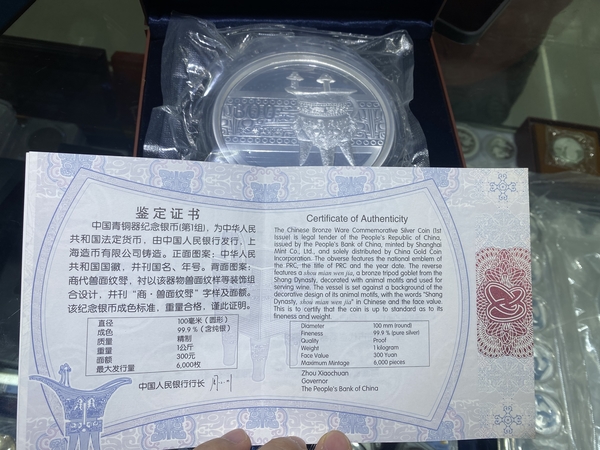 鉴定证书
中国青铜器纪念银币(第1组),为中华人民
共和国法定货币,由中国人民银行发行,上
海造币有限公司铸造。正面图案:中华人民
共和国国徽,并刊国名、年号。背面图案:
商代兽面纹斝,衬以该器物兽面纹样等装饰组
合设计,并刊“商·兽面纹斝”字样及面额。
该纪念银币成色标准,重量合格,谨此证明。
直径 100毫米(圆形)
成色 99.9%(含纯银)
质量 精制
重量 1公斤
面额 300元
最大发行量 6,000枚
中国人民银行行长
Certificate of Authenticity
The Chinese Bronze Ware Commemorative Silver Coin (1st
Issue) is legal tender of the People's Republic of China,
issued by the People's Bank of China, minted by Shanghai
Mint Co., Ltd., and solely distributed by China Gold Coin
Incorporation. The obverse features the national emblem of
the PRC, the title of PRC and the year date. The reverse
features a shou mian wen jia, a bronze tripod goblet from the
Shang Dynasty, decorated with animal motifs and used for
serving wine. The vessel is set against a background of the
decorative design of its animal motifs, with the words "Shang
Dynasty, shou mian wen jia" in Chinese and the face value.
This is to certify that the coin is up to standard as to its
fineness and weight.
Diameter 100 mm (round)
Fineness 99.9 % (pure silver)
Quality Proof
Weight 1 kilogram
Face Value 300 Yuan
Maximum Mintage 6,000 pieces
Zhou Xiaochuan
Governor
The People's Bank of China